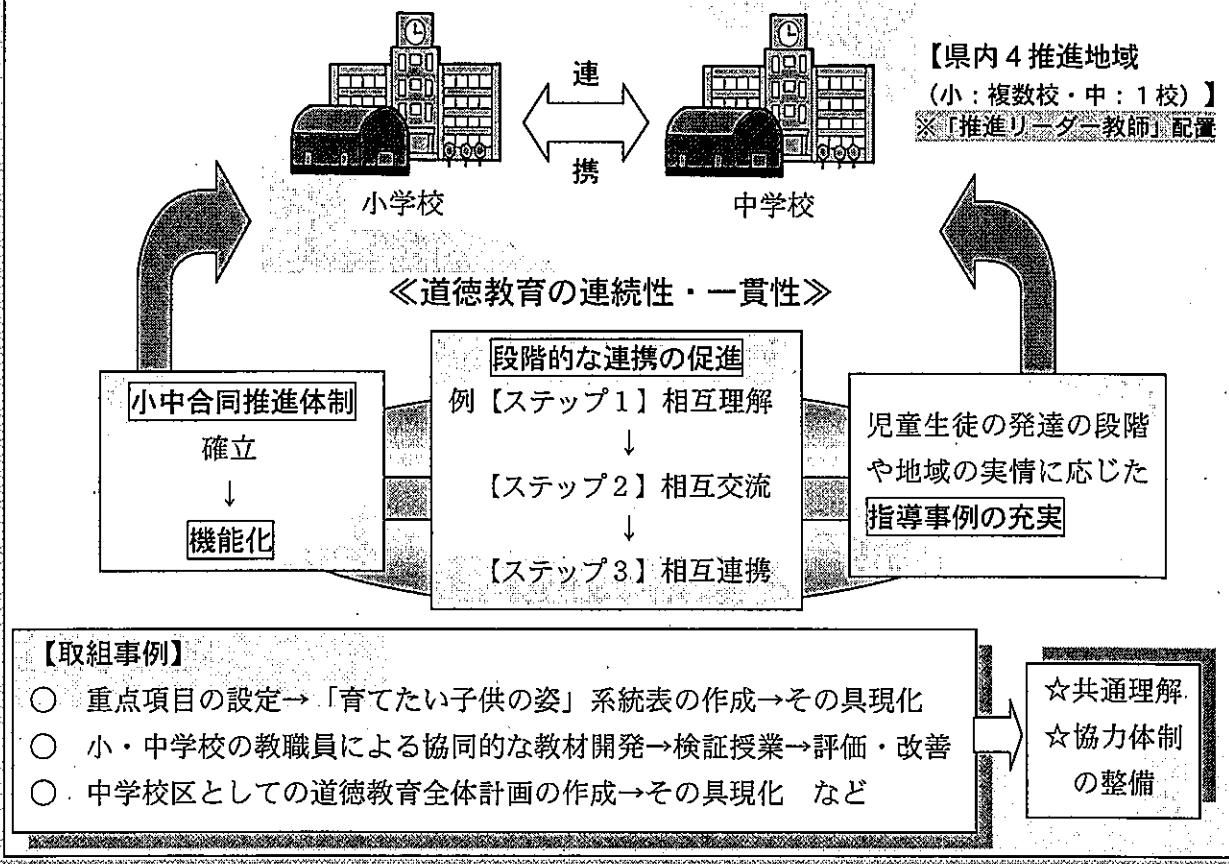 連
携
【県内4推進地域
(小:複数校・中:1校)】
※「推進リーダー教師」配置
小学校
中学校
≪道徳教育の連続性・一貫性≫
小中合同推進体制
確立
↓
機能化
段階的な連携の促進
例【ステップ1】相互理解
↓
【ステップ2】相互交流
↓
【ステップ3】相互連携
児童生徒の発達の段階
や地域の実情に応じた
指導事例の充実
【取組事例】
○ 重点項目の設定→「育てたい子供の姿」系統表の作成→その具現化
○ 小・中学校の教職員による協同的な教材開発→検証授業→評価・改善
○ 中学校区としての道徳教育全体計画の作成→その具現化 など
☆共通理解
☆協力体制
の整備